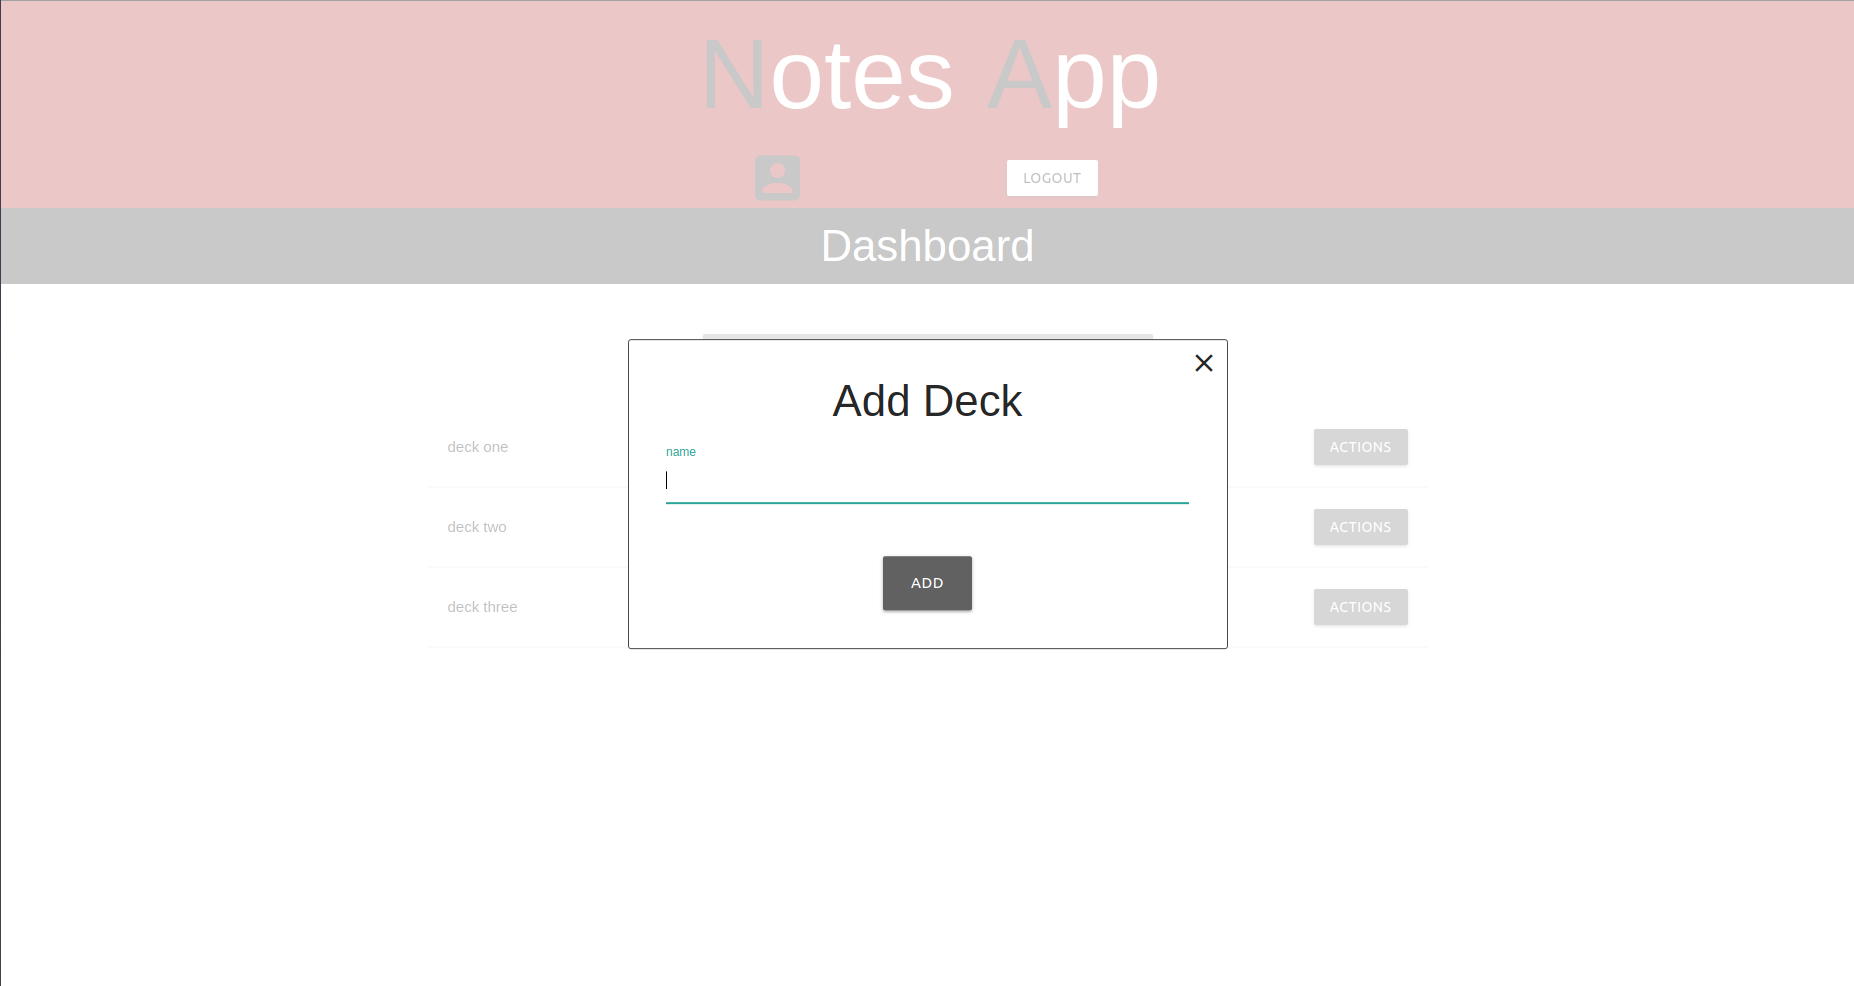 Notes App
LOGOUT
Dashboard
Add Deck
name
deck one
ACTIONS
deck two
ACTIONS
ADD
deck three
ACTIONS